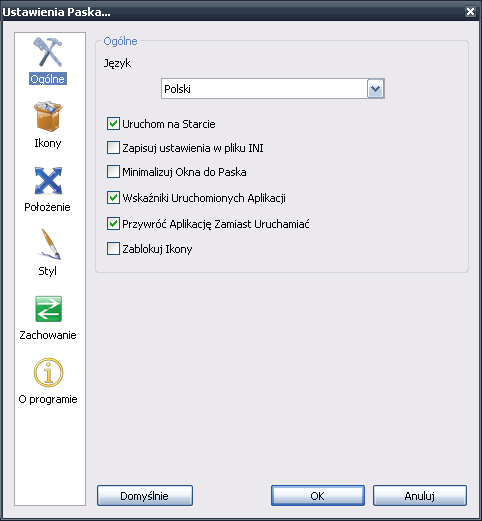 Ustawienia Paska...
Ogólne
Ikony
Położenie
Styl
Zachowanie
O programie
Ogólne
Język
Polski
Uruchom na Starcie
Zapisuj ustawienia w pliku INI
Minimalizuj Okna do Paska
Wskaźniki Uruchomionych Aplikacji
Przywróć Aplikację Zamiast Uruchamiać
Zablokuj Ikony
Domyślnie
OK
Anuluj